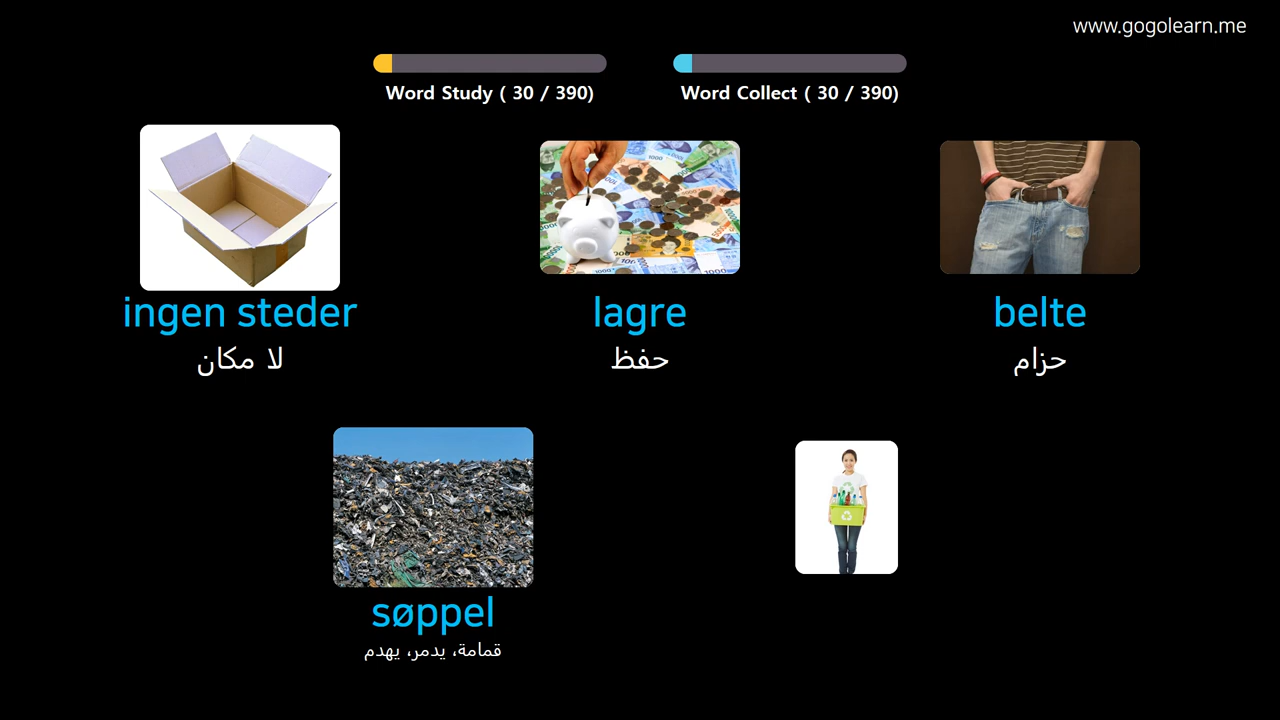 www.gogolearn.me
Word Study ( 30 / 390)
Word Collect ( 30 / 390)
ingen steder
لا مكان
lagre
حفظ
belte
حزام
søppel
قمامة، يدمر، يهدم